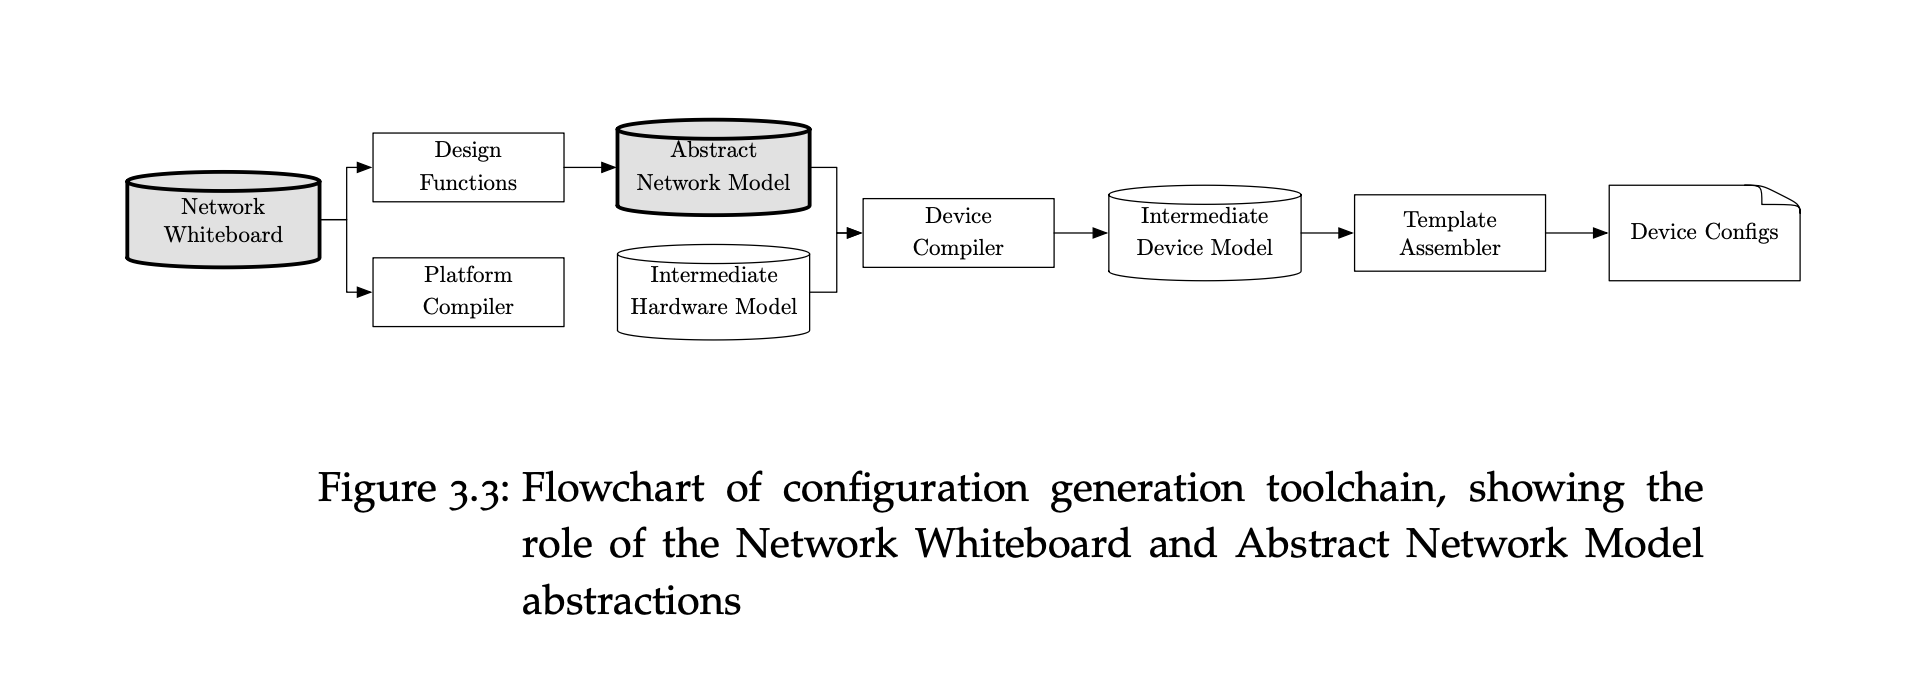 Network
Whiteboard
Design
Functions
Platform
Compiler
Abstract
Network Model
Intermediate
Hardware Model
Device
Compiler
Intermediate
Device Model
Template
Assembler
Device Configs
Figure 3.3: Flowchart of configuration generation toolchain, showing the
role of the Network Whiteboard and Abstract Network Model
abstractions